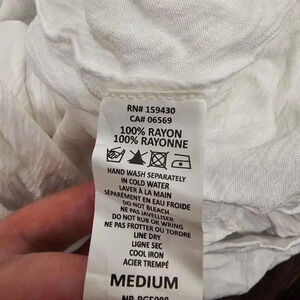 RN# 159430
CA# 06569
100% RAYON
100% RAYONNE
HAND WASH SEPARATELY
IN COLD WATER
LAVER À LA MAIN
SÉPARÉMENT EN EAU FROIDE
DO NOT BLEACH
NE PAS JAVELLISER
DO NOT RUB OR WRING
NE PAS FROTTER OU TORDRE
LINE DRY
LIGNE SEC
COOL IRON
ACIER TREMPÉ
MEDIUM